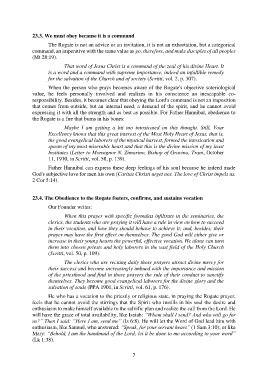 23.3. We must obey because it is a command
The Rogate is not an advice or an invitation, it is not an exhortation, but a categorical
command, an imperative with the same value as go, therefore, and make disciples of all peoples
(Mt 28:19).
That word of Jesus Christ is a command of the zeal of his divine Heart. It
is a word and a command with supreme importance, indeed an infallible remedy
for the salvation of the Church and of society (Scritti, vol. 2, p. 307).
When the person who prays becomes aware of the Rogate's objective soteriological
value, he feels personally involved and realizes in his conscience an inescapable co-
responsibility. Besides, it becomes clear that obeying the Lord's command is not an imposition
that comes from outside, but an internal need, a demand of the spirit, and he cannot avoid
expressing it with all the strength and as best as possible. For Father Hannibal, obedience to
the Rogate is a fire that burns in his bones:
Maybe I am getting a bit too intoxicated on this thought. Still, Your
Excellency knows that this great interest of the Most Holy Heart of Jesus, that is,
the good evangelical laborers of the mystical harvest, formed the intoxication and
spasm of my most miserable heart and that this is the divine mission of my least
Institutes (Letter to Monsignor N. Zimarino, Bishop of Gravina, Trani, October
11, 1910, in Scritti, vol. 58, p. 139).
Father Hannibal can express these deep feelings of his soul because he indeed made
God's subjective love for men his own (Caritas Christi urget nos. The love of Christ impels us.
2 Cor 5:14).
23.4. The Obedience to the Rogate fosters, confirms, and sustains vocation
Our Founder writes:
When this prayer with specific formulas infiltrates in the seminaries, the
clerics, the students who are praying it will have a rule in view on how to succeed
in their vocation, and how they should behave to achieve it; and, besides, their
prayer may have the first effect on themselves. The good God will either give or
increase in their young hearts the powerful, effective vocation. He alone can turn
them into chosen priests and holy laborers in the vast field of the Holy Church
(Scritti, vol. 50, p. 109).
The clerics who are reciting daily these prayers attract divine mercy for
their success and become increasingly imbued with the importance and mission
of the priesthood and find in those prayers the rule of their conduct to sanctify
themselves. They become good evangelical laborers for the divine glory and the
salvation of souls (PPA 1901, in Scritti, vol. 61, p. 176).
He who has a vocation to the priestly or religious state, in praying the Rogate prayer,
feels that he cannot avoid the stirrings that the Spirit who instills in his soul the desire and
enthusiasm to make himself available in the salvific plan and realize the call from the Lord. He
will have the grace of total availability, like Isaiah: "Whom shall I send? And who will go for
us?" Then I said: "Here I am, send me" (Is 6:8). He will let the Word of God lead him with
enthusiasm, like Samuel, who answered: "Speak, for your servant hears" (1 Sam 3:10); or like
Mary: "Behold, I am the handmaid of the Lord, let it be done to me according to your word"
(Lk 1:38).
7